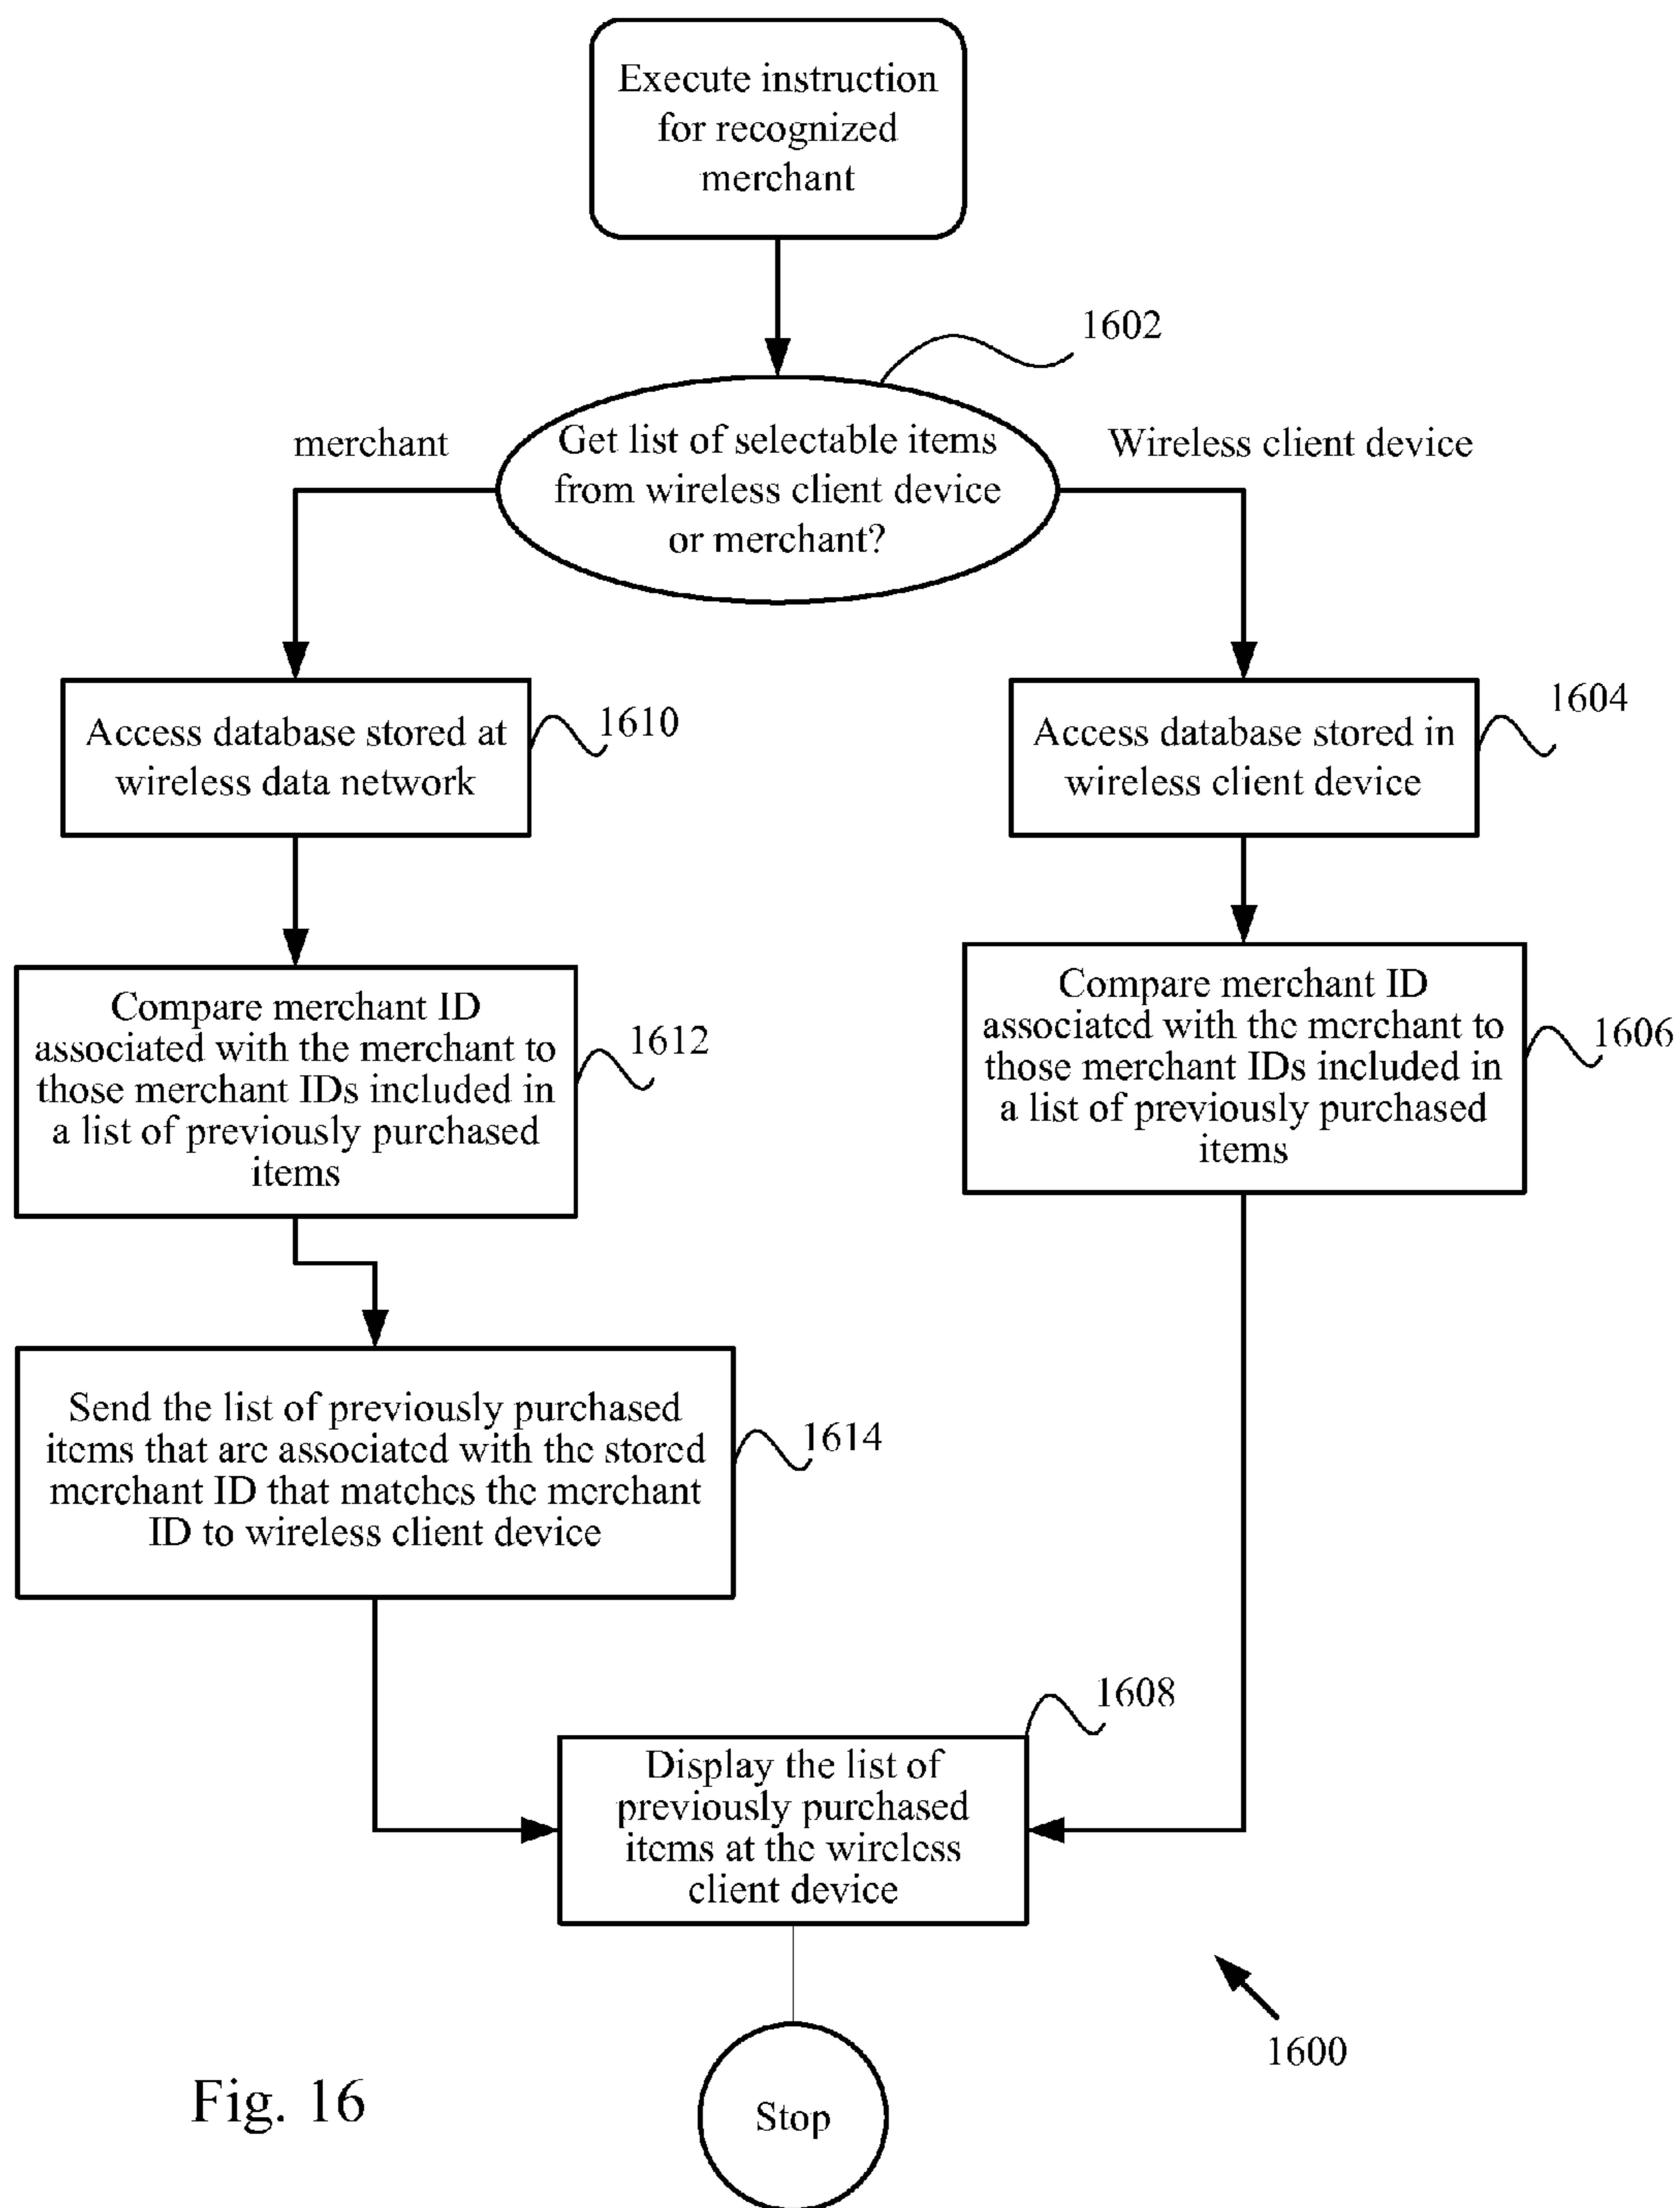 Execute instruction
for recognized
merchant
1602
merchant
Get list of selectable items
from wireless client device
or merchant?
Wireless client device
Access database stored at
wireless data network
1610
Access database stored in
wireless client device
1604
Compare merchant ID
associated with the merchant to
those merchant IDs included in
a list of previously purchased
items
1612
Compare merchant ID
associated with the merchant to
those merchant IDs included in
a list of previously purchased
items
1606
Send the list of previously purchased
items that are associated with the stored
merchant ID that matches the merchant
ID to wireless client device
1614
1608
Display the list of
previously purchased
items at the wireless
client device
1600
Fig. 16
Stop